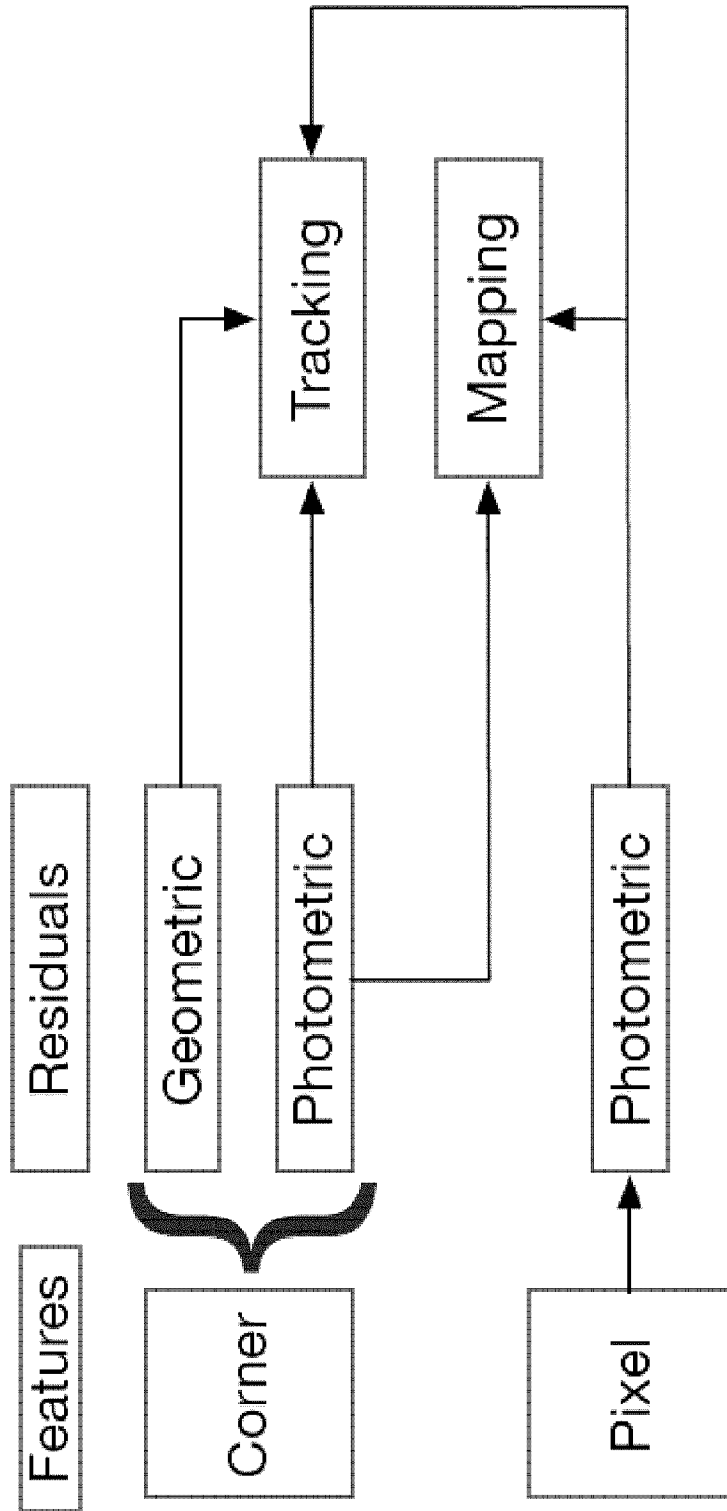 Features
Residuals
Corner
Geometric
Photometric
Tracking
Mapping
Pixel
Photometric